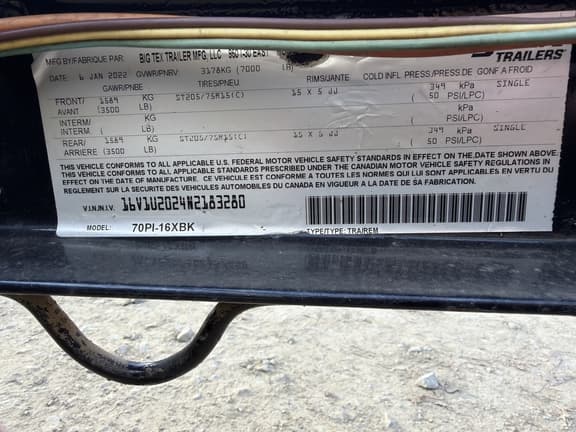 MFG BY/FABRIQUE PAR: BIG TEX TRAILER MFG, LLC 950 I-30 EAST
TRAILERS
DATE: 6 JAN 2022 GVWR/PNBV: 3178KG (7000 LB) RIMS/JANTE COLD INFL. PRESS/PRESS.DE GONF A FROID
GAWR/PNBE TIRES/PNEU
FRONT/ 1589 KG ST205/75R15(C) 15 X 5 JJ 349 kPa SINGLE
AVANT (3500 LB) ( 50 PSI/LPC)
INTERM/ KG kPa
INTERM. ( LB) ( PSI/LPC)
REAR/ 1589 KG ST205/75R15(C) 15 X 5 JJ 349 kPa SINGLE
ARRIERE (3500 LB) ( 50 PSI/LPC)
THIS VEHICLE CONFORMS TO ALL APPLICABLE U.S. FEDERAL MOTOR VEHICLE SAFETY STANDARDS IN EFFECT ON THE DATE SHOWN ABOVE.
THIS VEHICLE CONFORMS TO ALL APPLICABLE STANDARDS PRESCRIBED UNDER THE CANADIAN MOTOR VEHICLE SAFETY REGULATIONS IN
EFFECT ON THE DATE OF MANUFACTURE. CE VEHICULE EST CONFORME A TOUTES LES NORMES QUI LUI SONT APPLICABLES EN VERTU DU
REGLEMENT SUR LA SECURITE DES VEHICULES AUTOMOBILES DU CANADA EN VIGUEUR A LA DATE DE SA FABRICATION.
V.I.N./N.I.V. 16V1U2024N2183280
MODEL: 70PI-16XBK TYPE/TYPE: TRA/REM